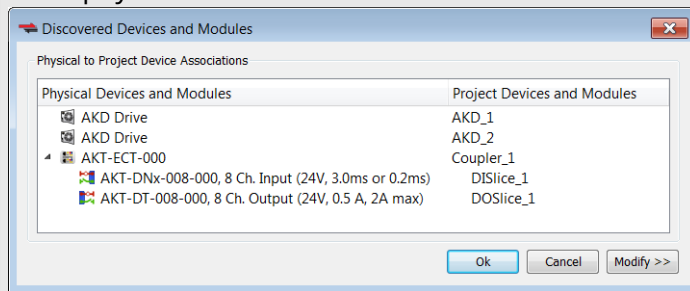 Discovered Devices and Modules
Physical to Project Device Associations
Physical Devices and Modules Project Devices and Modules
AKD Drive AKD_1
AKD Drive AKD_2
AKT-ECT-000 Coupler_1
AKT-DNx-008-000, 8 Ch. Input (24V, 3.0ms or 0.2ms) DISlice_1
AKT-DT-008-000, 8 Ch. Output (24V, 0.5 A, 2A max) DOSlice_1
Ok Cancel Modify >>